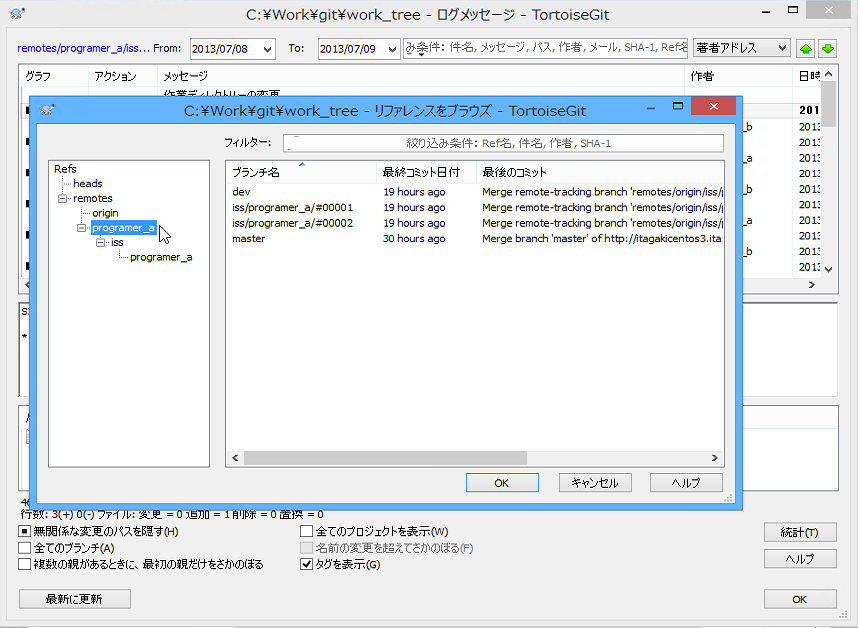 C:¥Work¥git¥work_tree - ログメッセージ - TortoiseGit
remotes/programer_a/iss... From: 2013/07/08 To: 2013/07/09 み条件: 件名, メッセージ, パス, 作者, メール, SHA-1, Ref名 著者アドレス
グラフ アクション メッセージ 作者 日時
作業ディレクトリーの変更
C:¥Work¥git¥work_tree - リファレンスをブラウズ - TortoiseGit
201
フィルター: 絞り込み条件: Ref名, 件名, 作者, SHA-1
_b 2013
2013
_a 2013
2013
_b 2013
2013
_a 2013
2013
_b 2013
2013
Refs
heads
remotes
origin
programer_a
iss
programer_a
ブランチ名 最終コミット日付 最後のコミット
dev 19 hours ago Merge remote-tracking branch 'remotes/origin/iss/p
iss/programer_a/#00001 19 hours ago Merge remote-tracking branch 'remotes/origin/iss/p
iss/programer_a/#00002 19 hours ago Merge remote-tracking branch 'remotes/origin/iss/p
master 30 hours ago Merge branch 'master' of http://itagakicentos3.ita
S
*
OK キャンセル ヘルプ
行数: 3(+) 0(-) ファイル: 変更 = 0 追加 = 1 削除 = 0 置換 = 0
無関係な変更のパスを隠す(H) 全てのプロジェクトを表示(W) 統計(T)
全てのブランチ(A) 名前の変更を超えてさかのぼる(F) ヘルプ
複数の親があるときに、最初の親だけをさかのぼる タグを表示(G)
最新に更新 OK